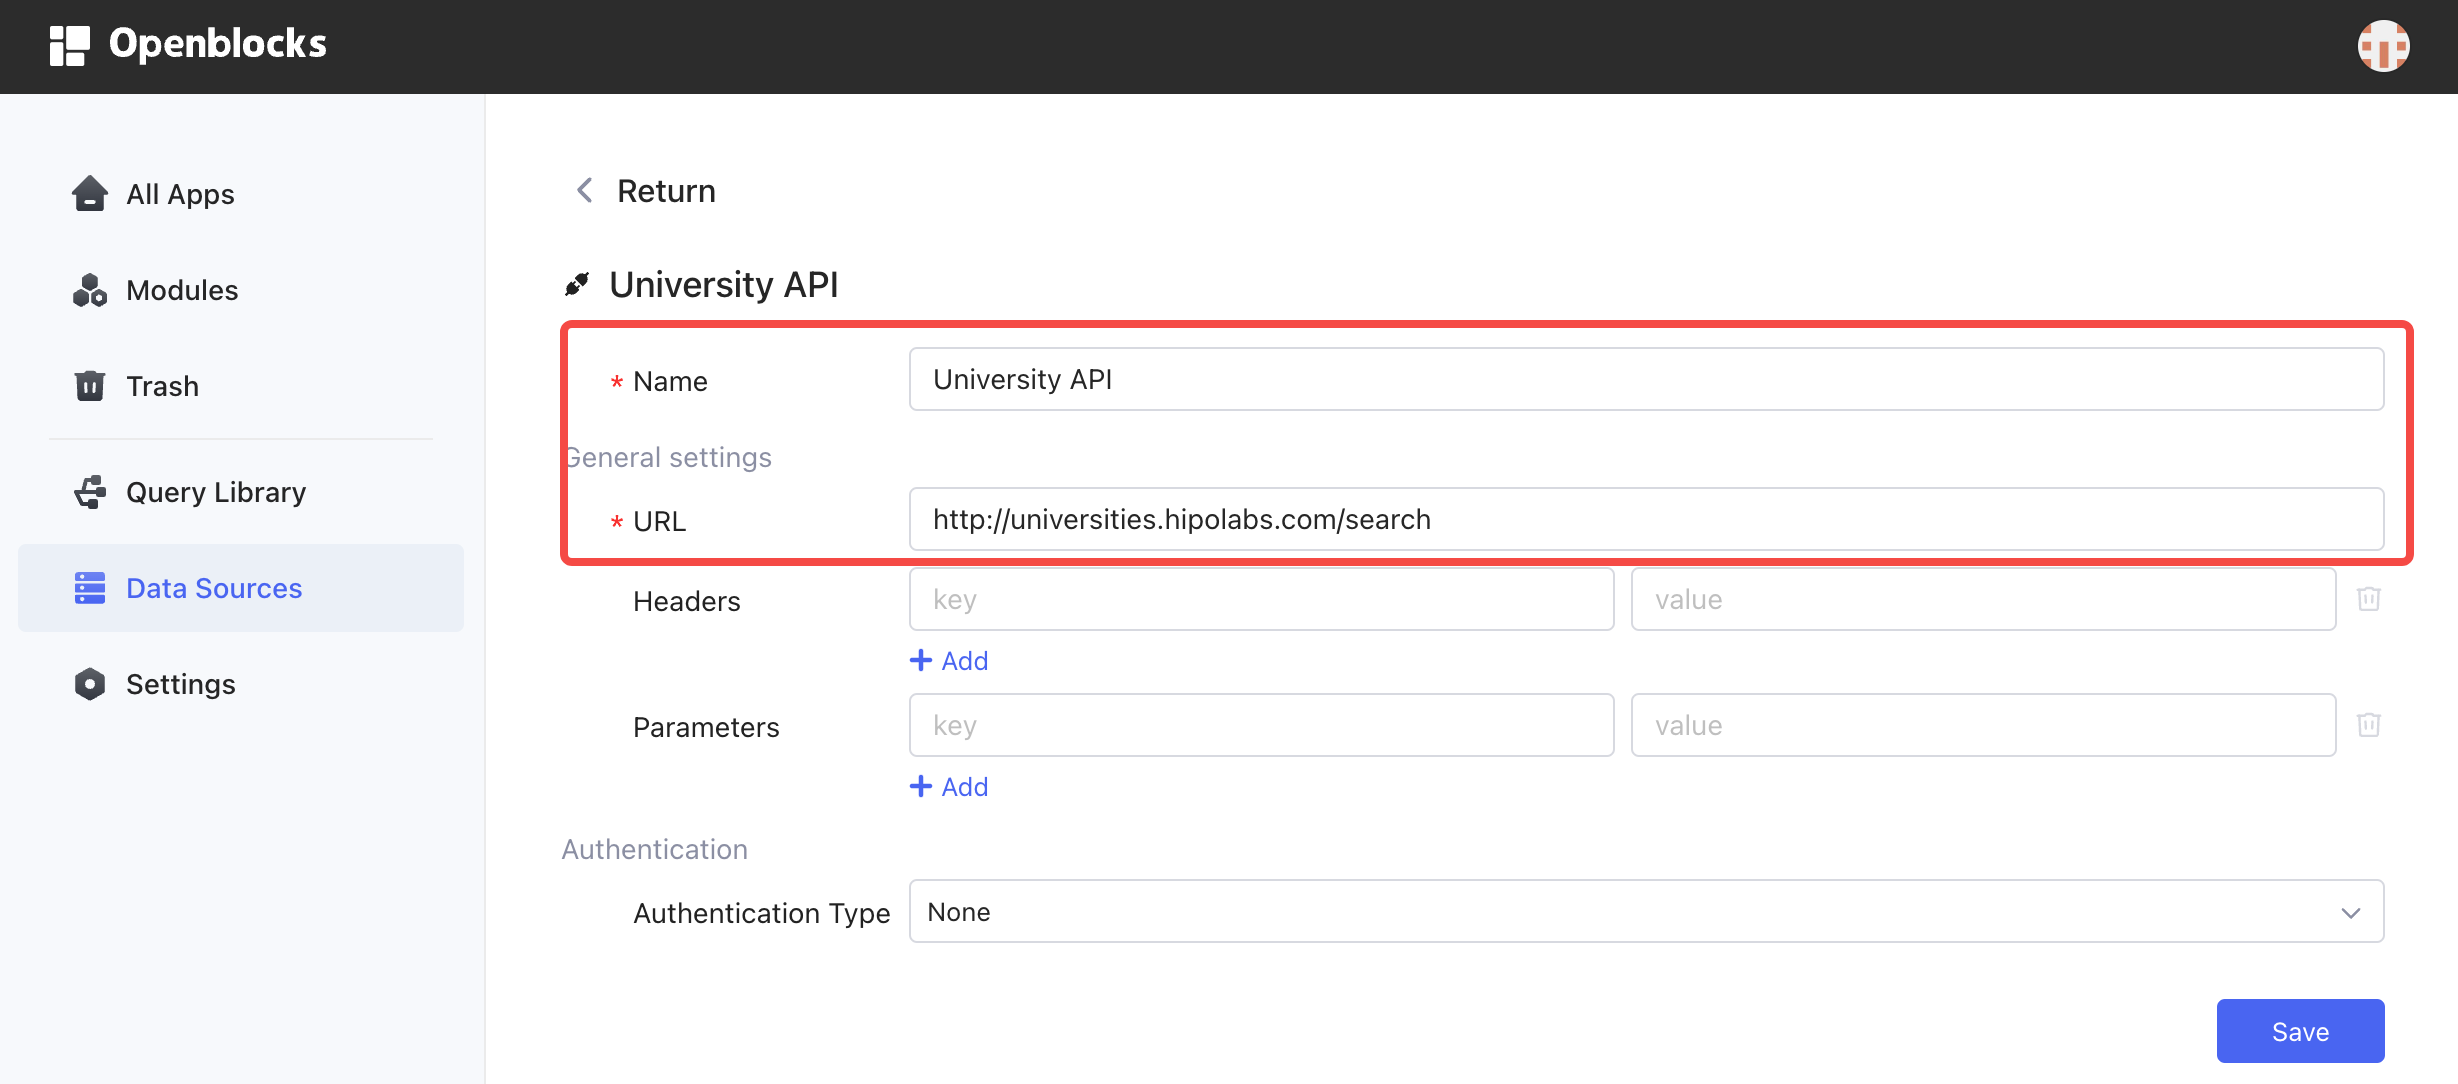 Openblocks
All Apps
Modules
Trash
Query Library
Data Sources
Settings
Return
University API
* Name
University API
General settings
* URL
http://universities.hipolabs.com/search
Headers
key
value
+ Add
Parameters
key
value
+ Add
Authentication
Authentication Type
None
Save